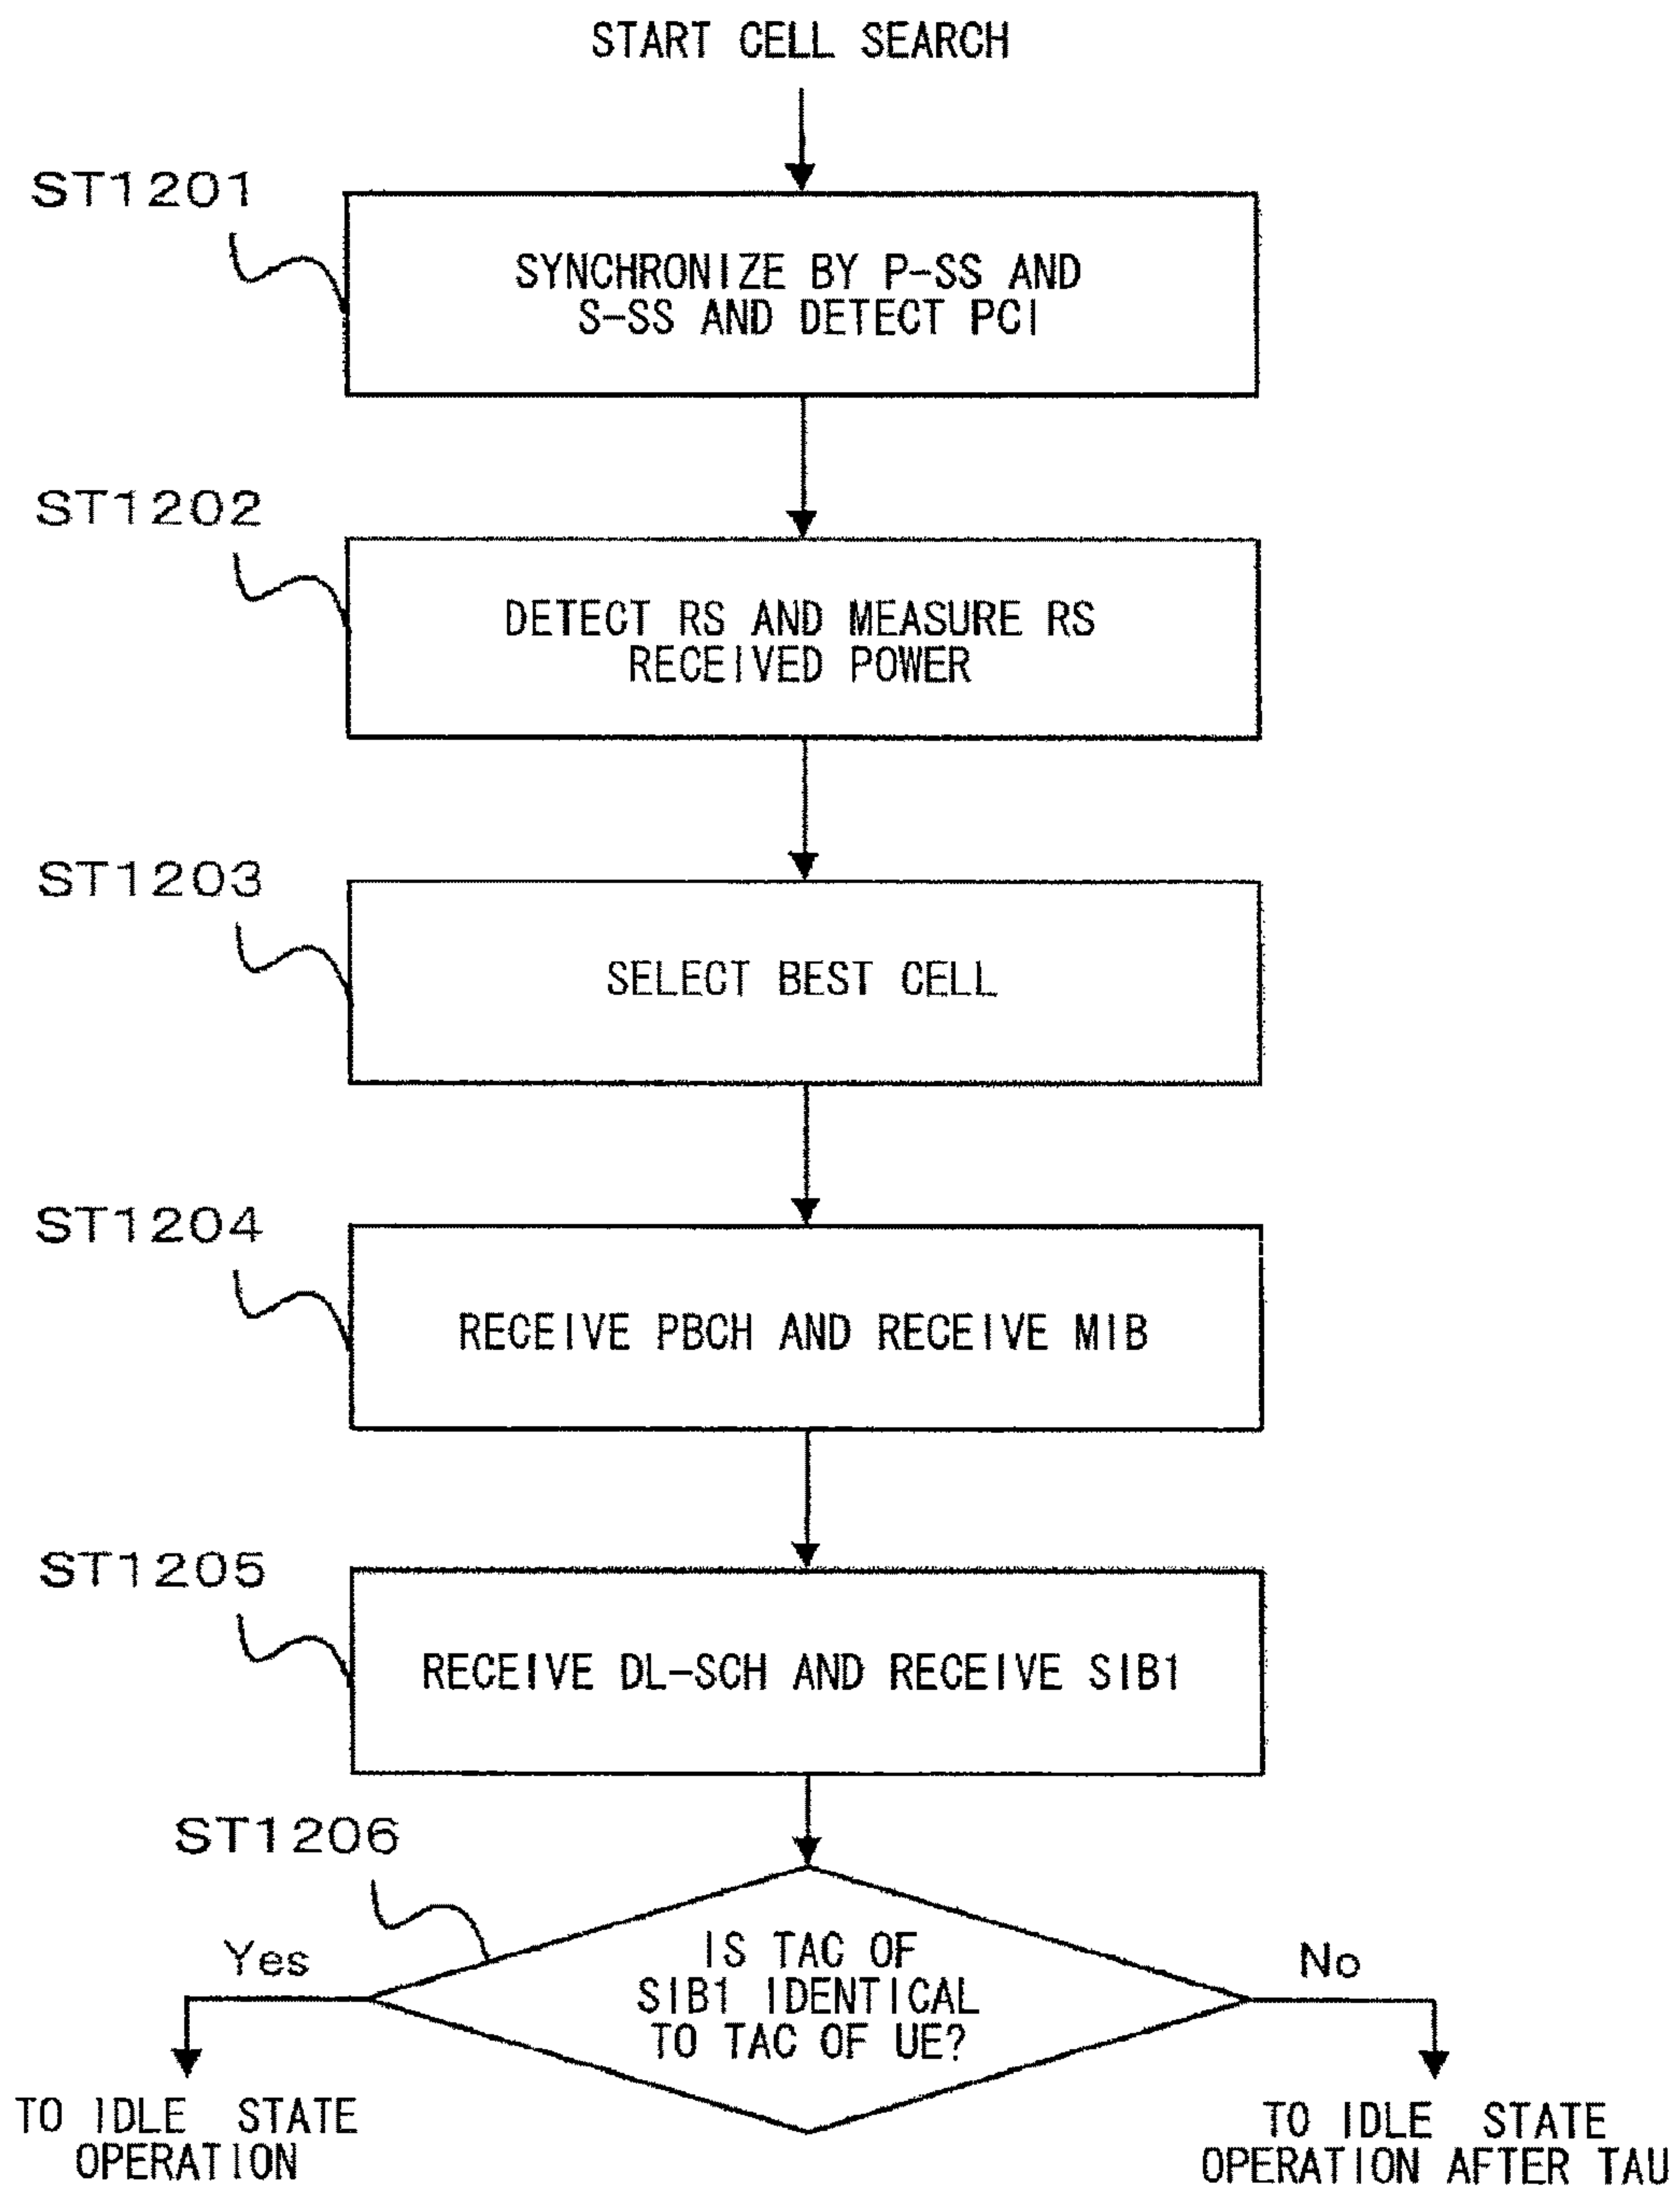 START CELL SEARCH
ST1201
SYNCHRONIZE BY P-SS AND
S-SS AND DETECT PCI
ST1202
DETECT RS AND MEASURE RS
RECEIVED POWER
ST1203
SELECT BEST CELL
ST1204
RECEIVE PBCH AND RECEIVE MIB
ST1205
RECEIVE DL-SCH AND RECEIVE SIB1
ST1206
IS TAC OF
SIB1 IDENTICAL
TO TAC OF UE?
Yes
No
TO IDLE STATE
OPERATION
TO IDLE STATE
OPERATION AFTER TAU